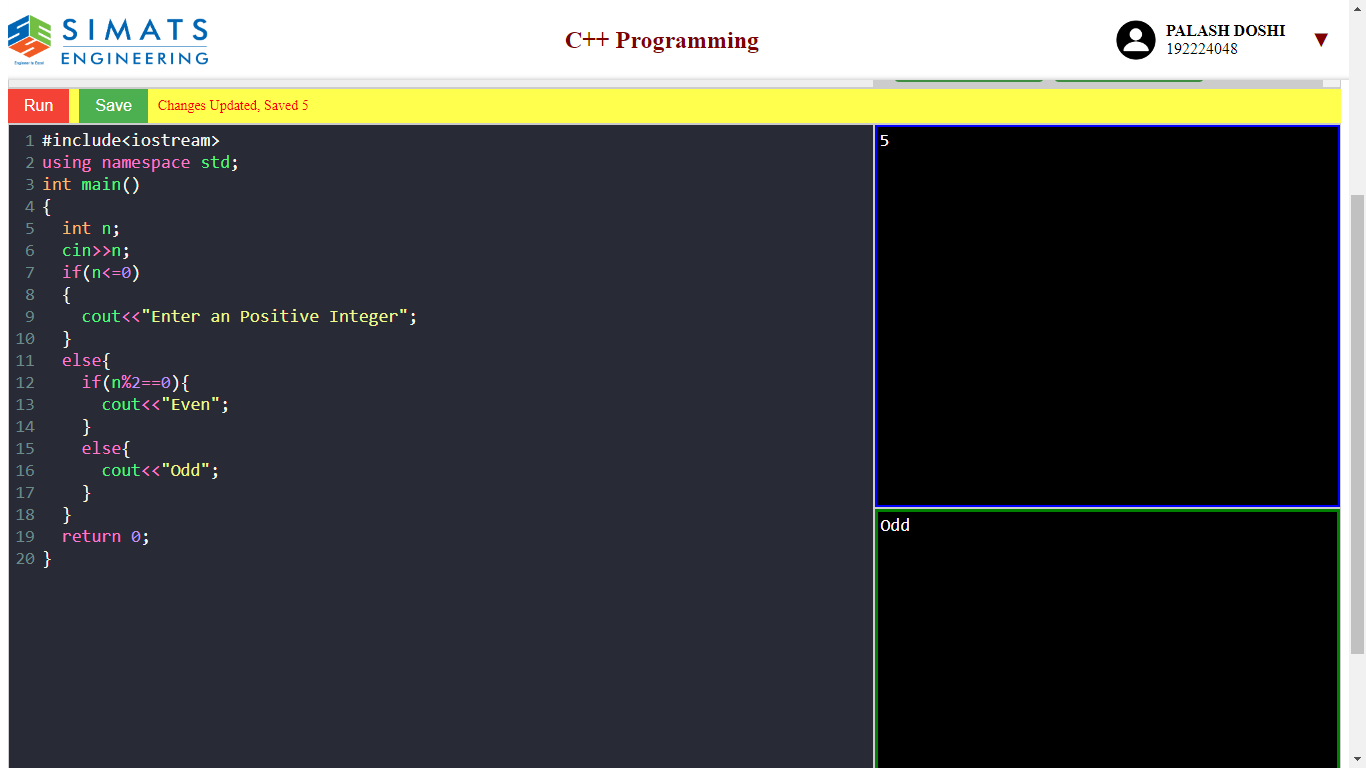 SIMATS
ENGINEERING
Engineer to Excel
C++ Programming
PALASH DOSHI
192224048
▼
Run Save Changes Updated, Saved 5
1 #include<iostream>
2 using namespace std;
3 int main()
4 {
5   int n;
6   cin>>n;
7   if(n<=0)
8   {
9     cout<<"Enter an Positive Integer";
10   }
11   else{
12     if(n%2==0){
13       cout<<"Even";
14     }
15     else{
16       cout<<"Odd";
17     }
18   }
19   return 0;
20 }
5
Odd